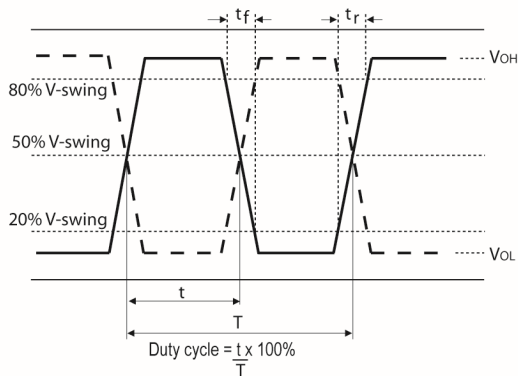 tf
tr
VOH
80% V-swing
50% V-swing
20% V-swing
VOL
t
T
Duty cycle = t x 100%
T